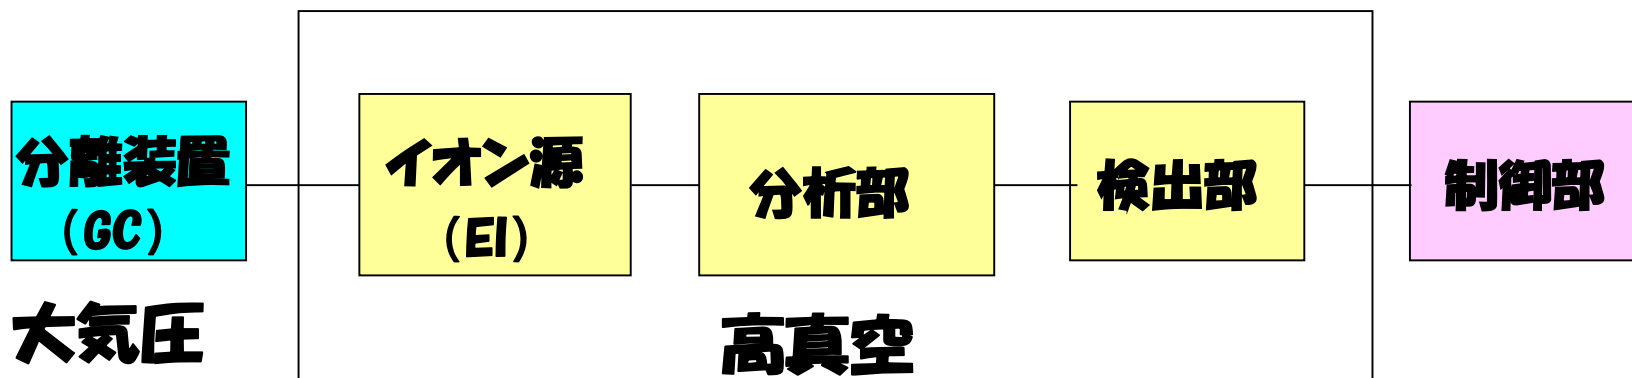 分離装置
(GC)
イオン源
(EI)
分析部
検出部
制御部
大気圧
高真空